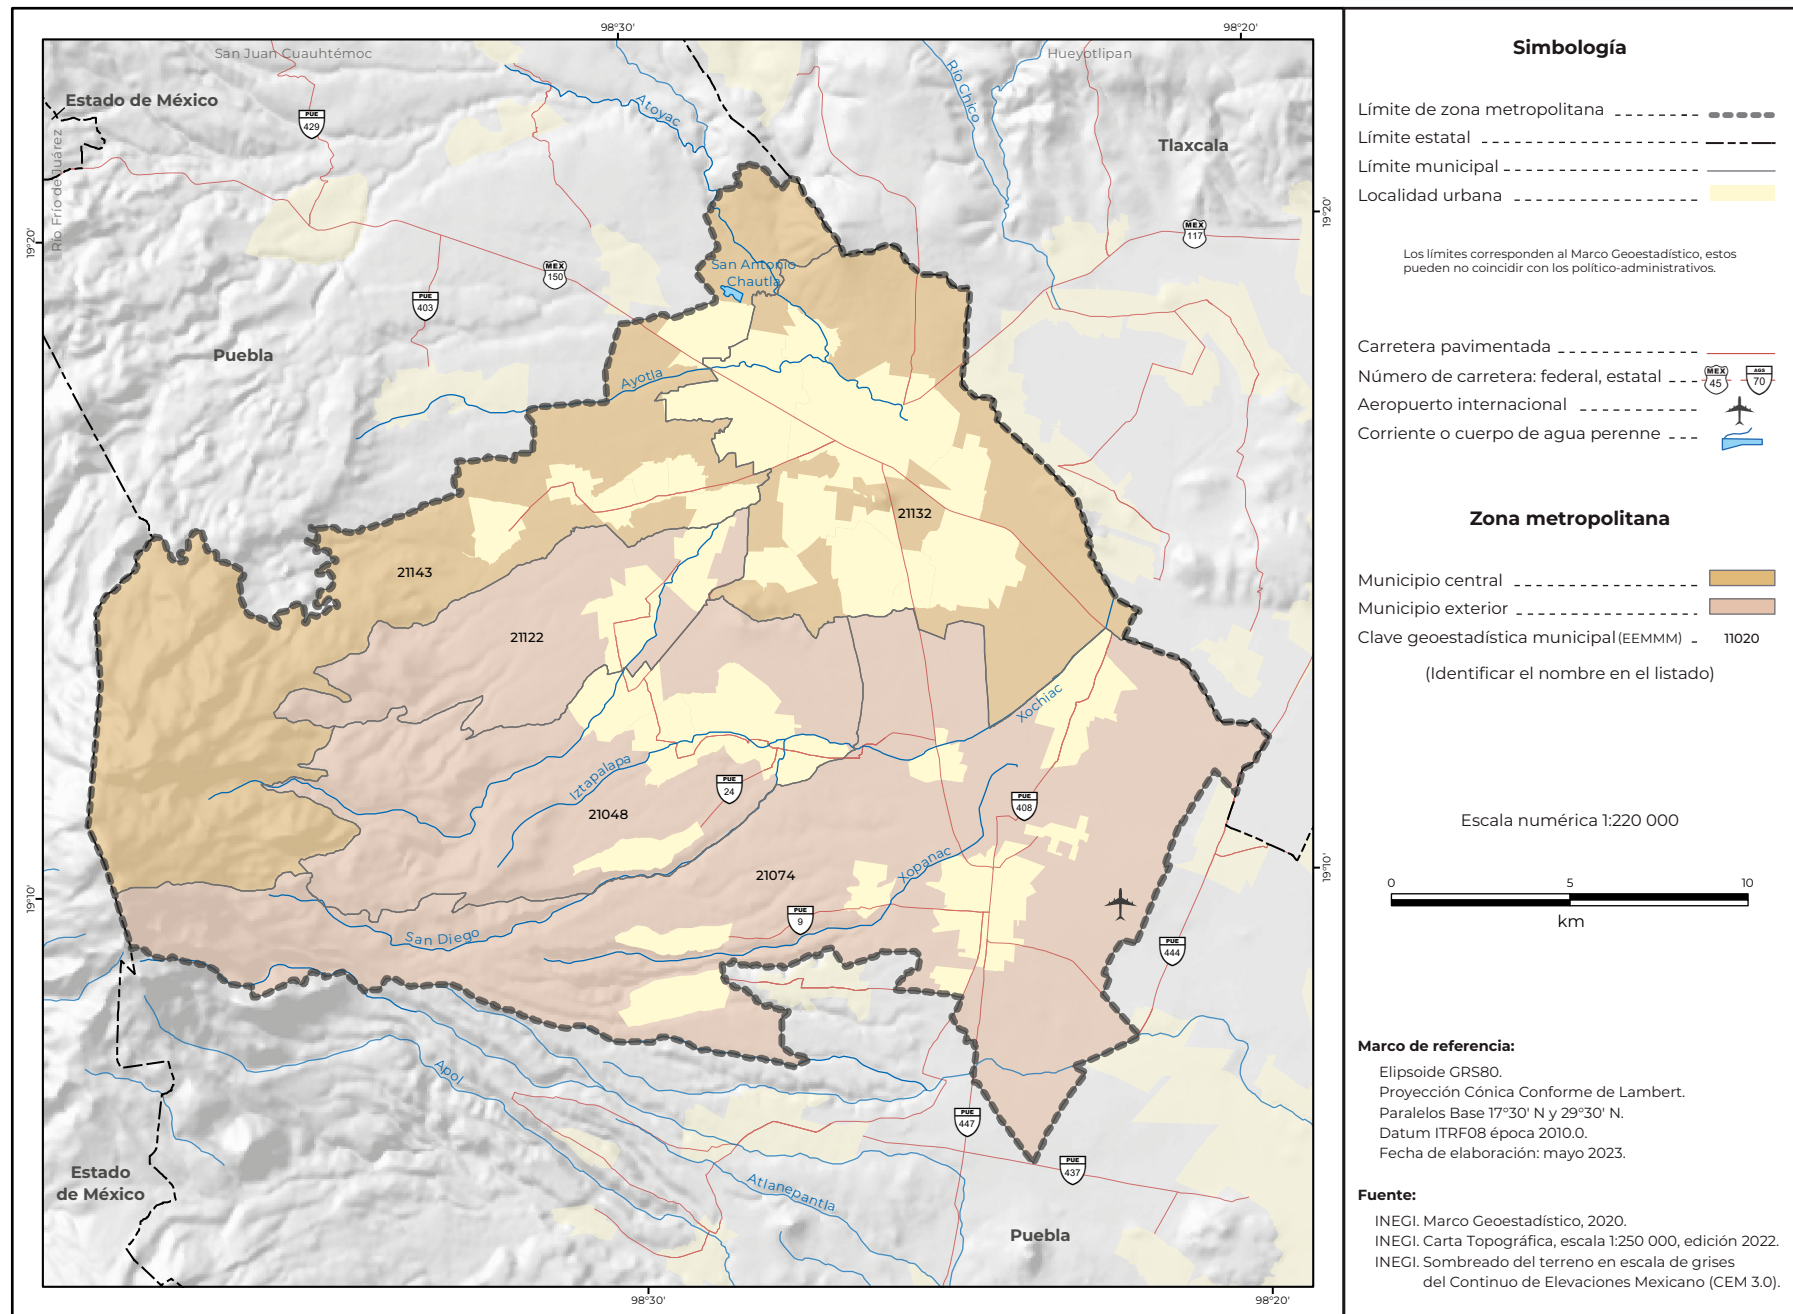 98°30'
98°20'
San Juan Cuauhtémoc
Hueyotlipan
Estado de México
Río Frío de Juárez
PUE
429
Atoyac
Río Chico
Tlaxcala
19°20'
19°20'
MEX
117
San Antonio
Chautla
MEX
150
PUE
403
Puebla
Ayotla
21132
21143
21122
Xochiac
Iztapalapa
PUE
24
21048
PUE
408
Xopanac
21074
19°10'
19°10'
PUE
9
San Diego
PUE
444
Apol
PUE
447
PUE
437
Atlanepantla
Estado
de México
Puebla
98°30'
98°20'
Simbología
Límite de zona metropolitana
Límite estatal
Límite municipal
Localidad urbana
Los límites corresponden al Marco Geoestadístico, estos
pueden no coincidir con los político-administrativos.
Carretera pavimentada
Número de carretera: federal, estatal
MEX
45
AGS
70
Aeropuerto internacional
Corriente o cuerpo de agua perenne
Zona metropolitana
Municipio central
Municipio exterior
Clave geoestadística municipal (EEMMM) 11020
(Identificar el nombre en el listado)
Escala numérica 1:220 000
0 5 10
km
Marco de referencia:
Elipsoide GRS80.
Proyección Cónica Conforme de Lambert.
Paralelos Base 17°30' N y 29°30' N.
Datum ITRF08 época 2010.0.
Fecha de elaboración: mayo 2023.
Fuente:
INEGI. Marco Geoestadístico, 2020.
INEGI. Carta Topográfica, escala 1:250 000, edición 2022.
INEGI. Sombreado del terreno en escala de grises
del Continuo de Elevaciones Mexicano (CEM 3.0).